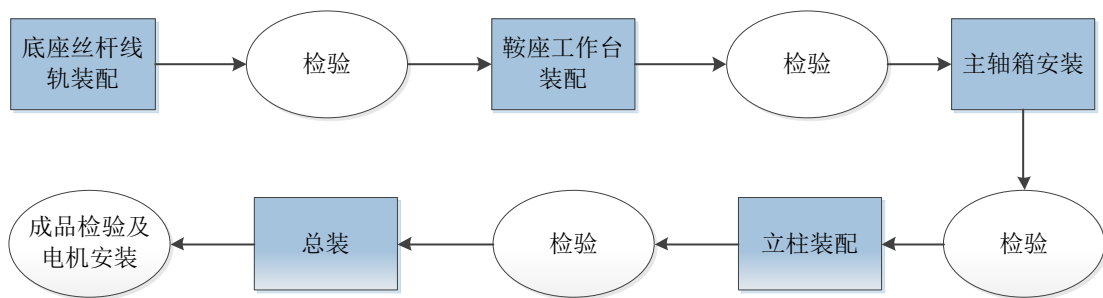 底座丝杆线
轨装配
检验
鞍座工作台
装配
检验
主轴箱安装
检验
立柱装配
检验
总装
成品检验及
电机安装